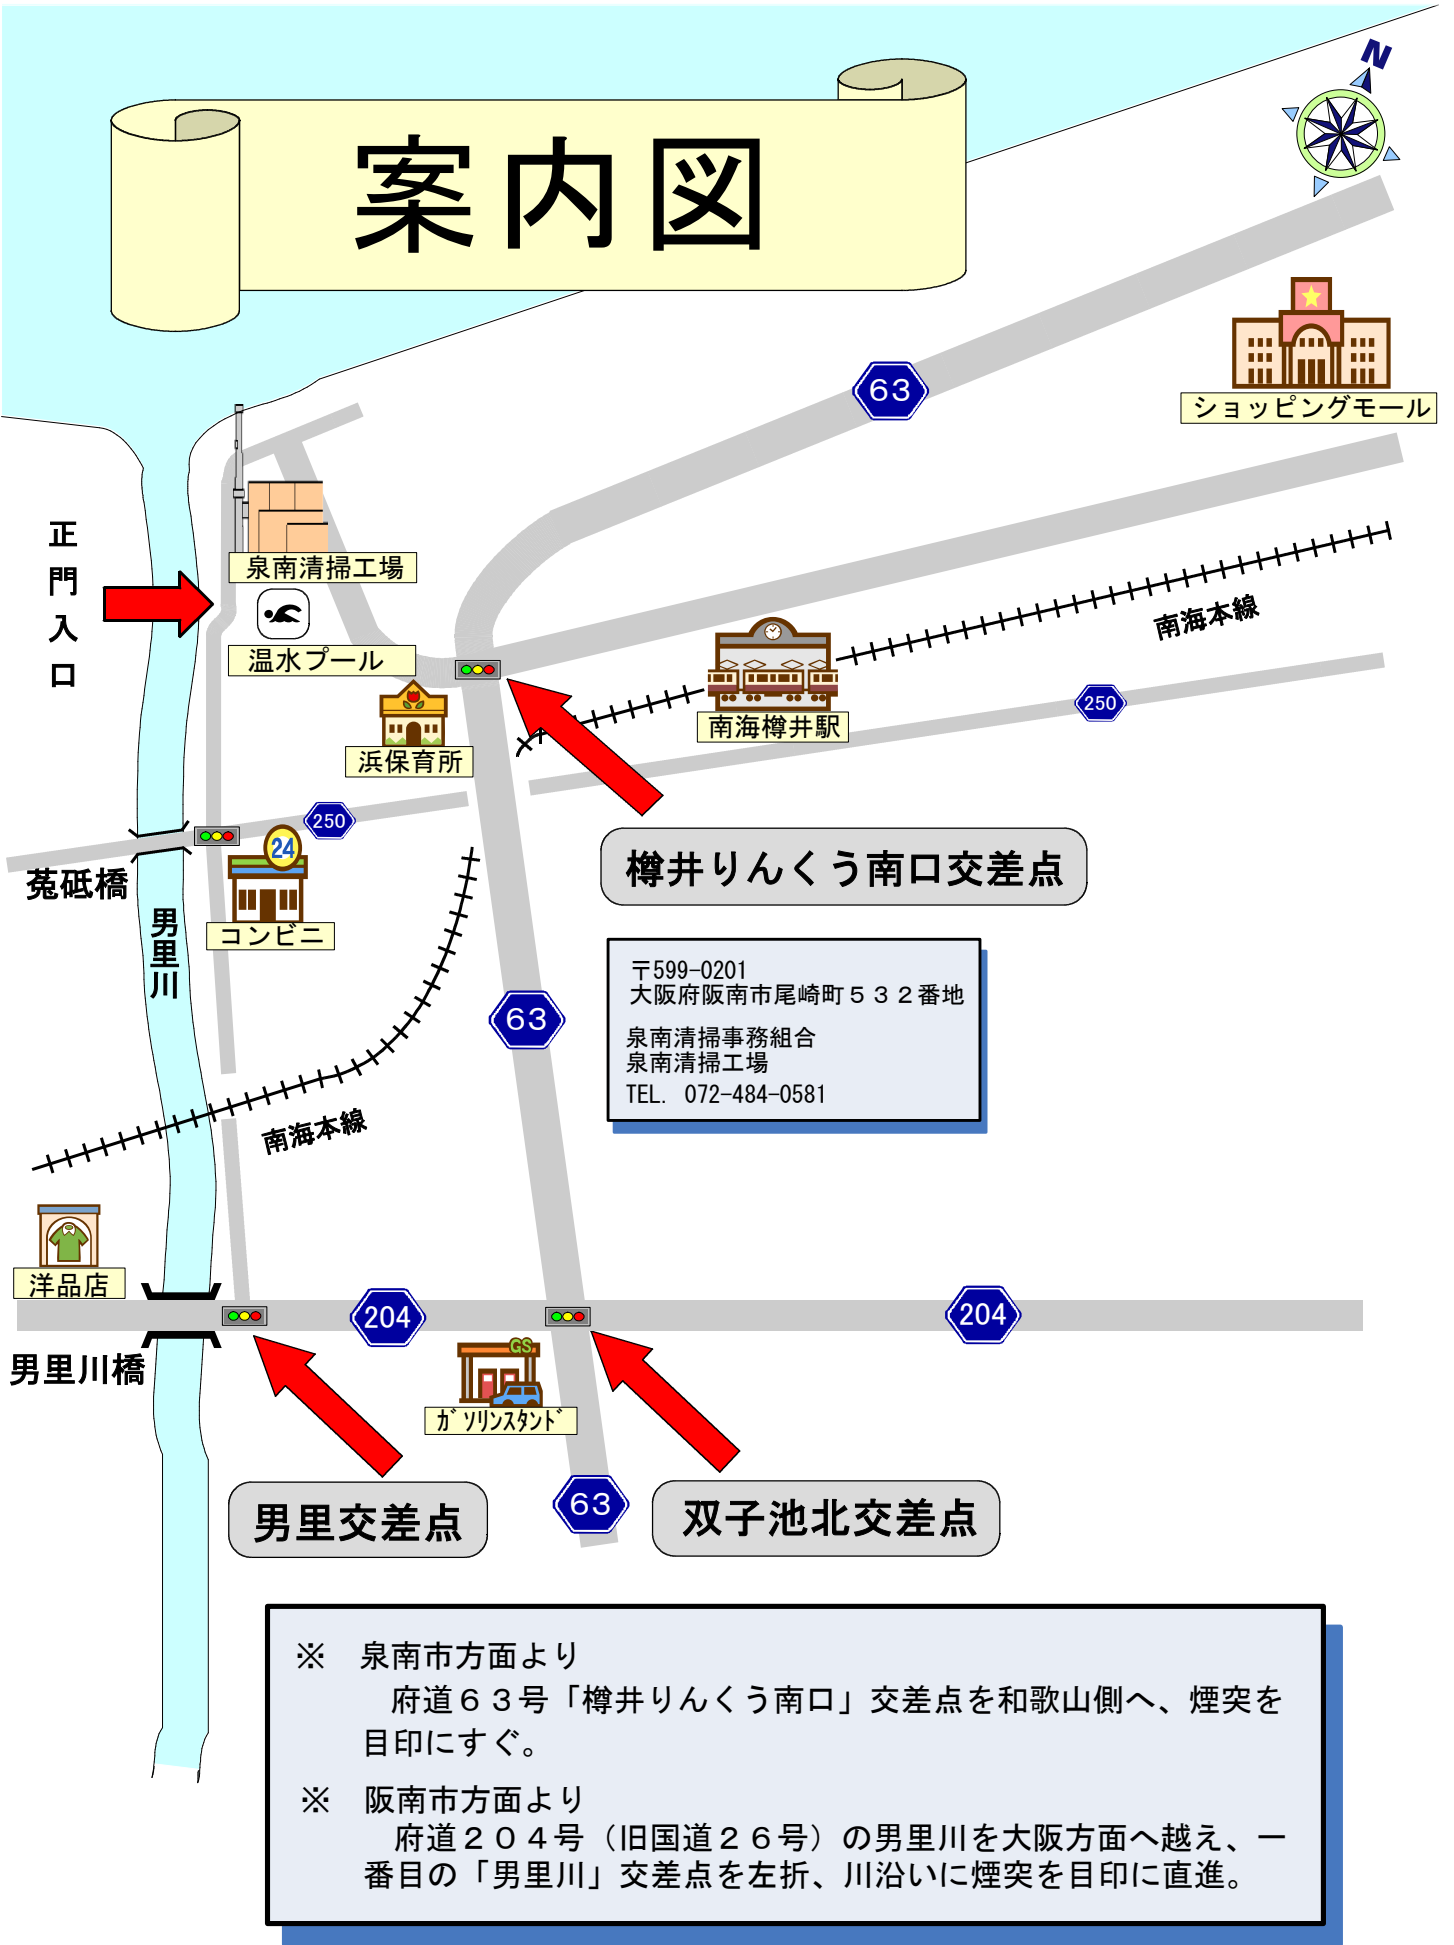 N
案内図
63
ショッピングモール
正門入口
泉南清掃工場
温水プール
南海本線
250
南海樽井駅
浜保育所
250
24
樽井りんくう南口交差点
菟砥橋
コンビニ
男里川
〒599-0201
大阪府阪南市尾崎町５３２番地
泉南清掃事務組合
泉南清掃工場
TEL. 072-484-0581
63
南海本線
洋品店
204
204
男里川橋
GS
ｶﾞｿﾘﾝｽﾀﾝﾄﾞ
63
男里交差点
双子池北交差点
※　泉南市方面より
府道６３号「樽井りんくう南口」交差点を和歌山側へ、煙突を
目印にすぐ。
※　阪南市方面より
府道２０４号（旧国道２６号）の男里川を大阪方面へ越え、一
番目の「男里川」交差点を左折、川沿いに煙突を目印に直進。